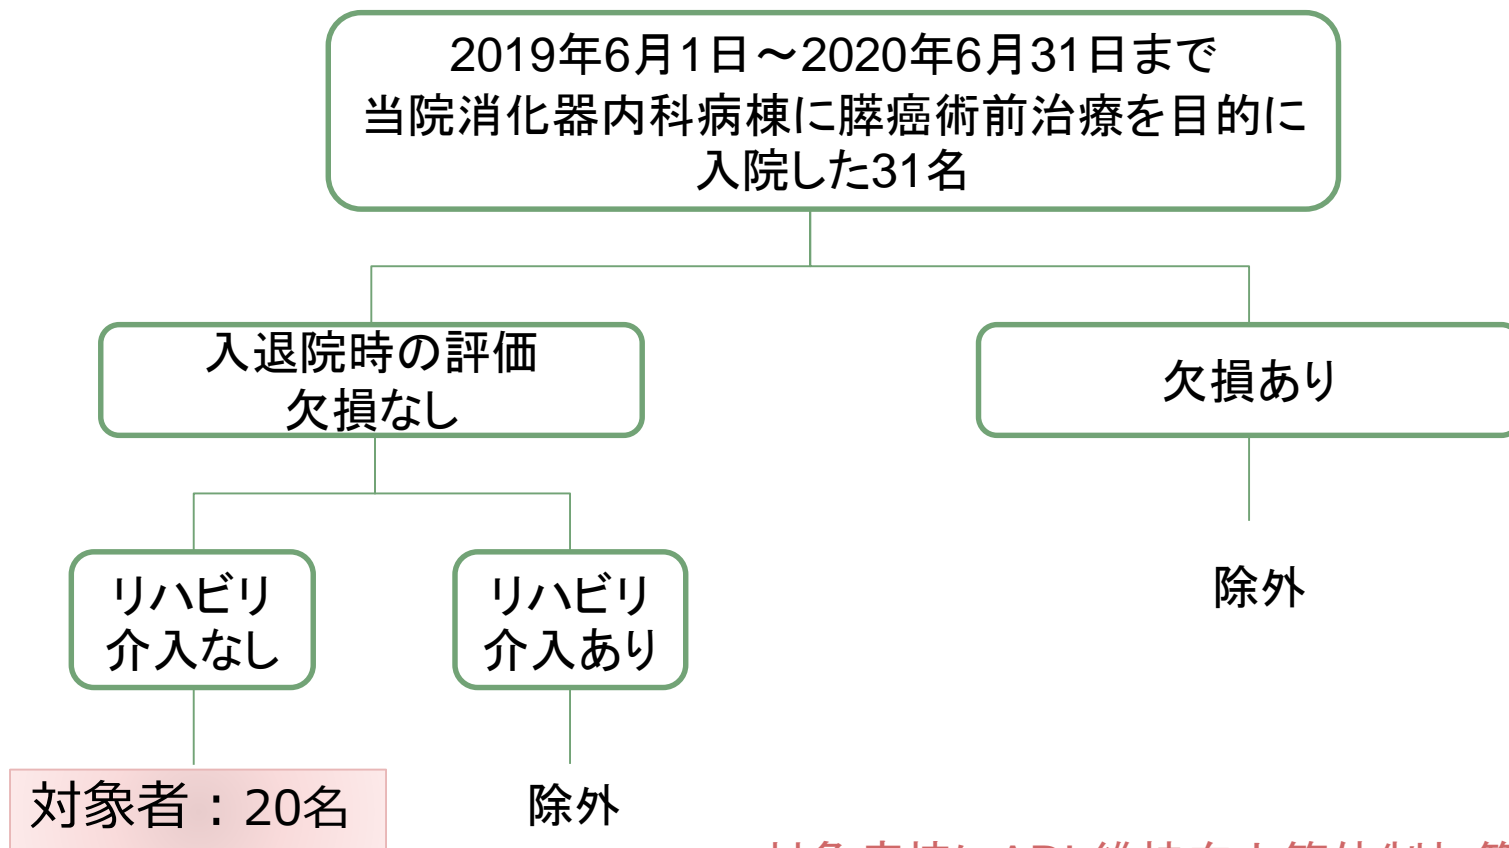 2019年6月1日～2020年6月31日まで
当院消化器内科病棟に膵癌術前治療を目的に
入院した31名
入退院時の評価
欠損なし
欠損あり
リハビリ
介入なし
リハビリ
介入あり
除外
対象者：20名
除外